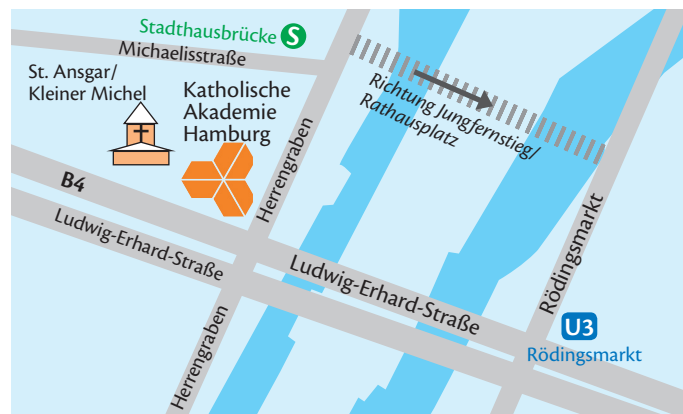 Stadthausbrücke S
Michaelisstraße
St. Ansgar/
Kleiner Michel
Katholische
Akademie
Hamburg
Richtung Jungfernstieg/
Rathausplatz
Herrengraben
B4
Ludwig-Erhard-Straße
Ludwig-Erhard-Straße
Rödingsmarkt
Herrengraben
U3
Rödingsmarkt